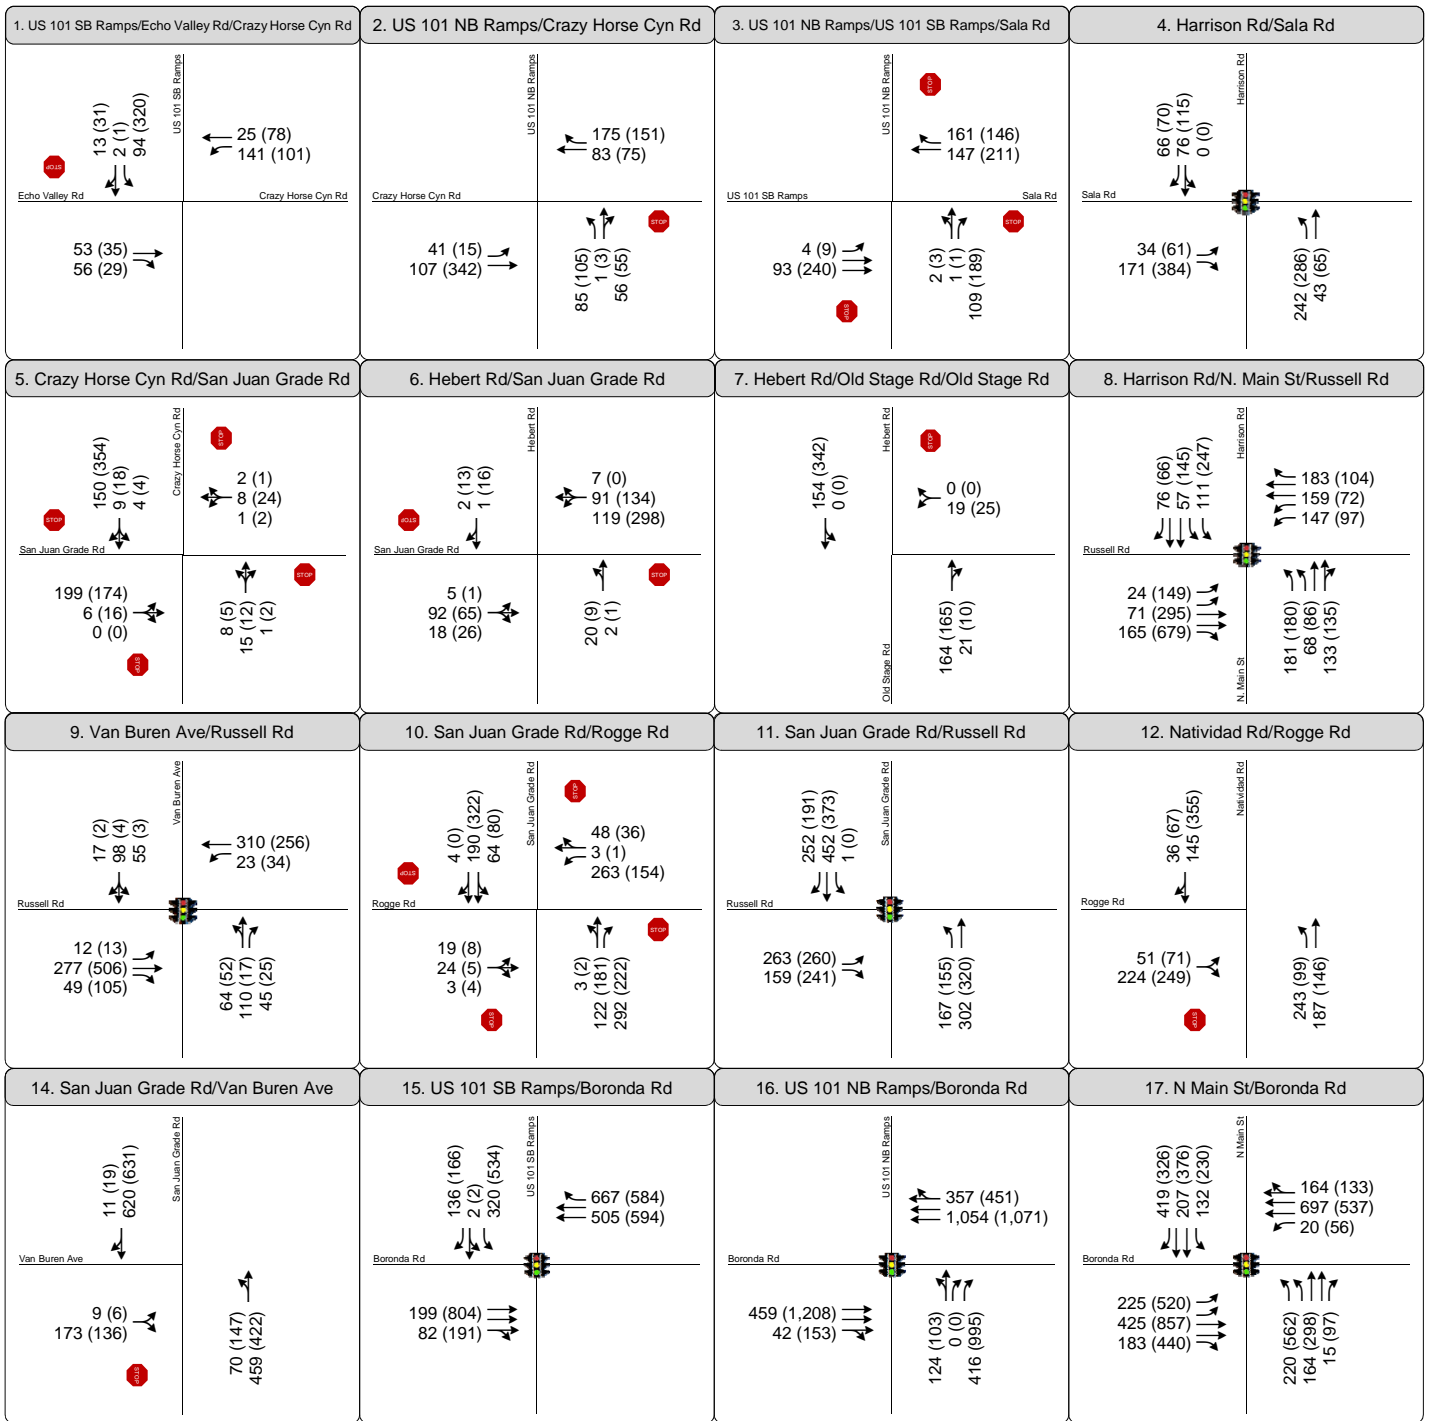 1. US 101 SB Ramps/Echo Valley Rd/Crazy Horse Cyn Rd
13 (31)
2 (1)
94 (320)
US 101 SB Ramps
25 (78)
141 (101)
STOP
Echo Valley Rd
Crazy Horse Cyn Rd
53 (35)
56 (29)
2. US 101 NB Ramps/Crazy Horse Cyn Rd
US 101 NB Ramps
175 (151)
83 (75)
Crazy Horse Cyn Rd
STOP
41 (15)
107 (342)
85 (105)
1 (3)
56 (55)
3. US 101 NB Ramps/US 101 SB Ramps/Sala Rd
US 101 NB Ramps
STOP
161 (146)
147 (211)
US 101 SB Ramps
Sala Rd
STOP
4 (9)
93 (240)
STOP
2 (3)
1 (1)
109 (189)
4. Harrison Rd/Sala Rd
66 (70)
76 (115)
0 (0)
Harrison Rd
Sala Rd
34 (61)
171 (384)
242 (286)
43 (65)
5. Crazy Horse Cyn Rd/San Juan Grade Rd
150 (354)
9 (18)
4 (4)
Crazy Horse Cyn Rd
STOP
2 (1)
8 (24)
1 (2)
STOP
San Juan Grade Rd
STOP
199 (174)
6 (16)
0 (0)
STOP
8 (5)
15 (12)
1 (2)
6. Hebert Rd/San Juan Grade Rd
2 (13)
1 (16)
Hebert Rd
7 (0)
91 (134)
119 (298)
STOP
San Juan Grade Rd
STOP
5 (1)
92 (65)
18 (26)
20 (9)
2 (1)
7. Hebert Rd/Old Stage Rd/Old Stage Rd
154 (342)
0 (0)
Hebert Rd
STOP
0 (0)
19 (25)
Old Stage Rd
164 (165)
21 (10)
8. Harrison Rd/N. Main St/Russell Rd
76 (66)
57 (145)
111 (247)
Harrison Rd
183 (104)
159 (72)
147 (97)
Russell Rd
24 (149)
71 (295)
165 (679)
N. Main St
181 (180)
68 (86)
133 (135)
9. Van Buren Ave/Russell Rd
17 (2)
98 (4)
55 (3)
Van Buren Ave
310 (256)
23 (34)
Russell Rd
12 (13)
277 (506)
49 (105)
64 (52)
110 (17)
45 (25)
10. San Juan Grade Rd/Rogge Rd
4 (0)
190 (322)
64 (80)
San Juan Grade Rd
STOP
48 (36)
3 (1)
263 (154)
STOP
Rogge Rd
STOP
19 (8)
24 (5)
3 (4)
STOP
3 (2)
122 (181)
292 (222)
11. San Juan Grade Rd/Russell Rd
252 (191)
452 (373)
1 (0)
San Juan Grade Rd
Russell Rd
263 (260)
159 (241)
167 (155)
302 (320)
12. Natividad Rd/Rogge Rd
36 (67)
145 (355)
Natividad Rd
Rogge Rd
51 (71)
224 (249)
STOP
243 (99)
187 (146)
14. San Juan Grade Rd/Van Buren Ave
11 (19)
620 (631)
San Juan Grade Rd
Van Buren Ave
9 (6)
173 (136)
STOP
70 (147)
459 (422)
15. US 101 SB Ramps/Boronda Rd
136 (166)
2 (2)
320 (534)
US 101 SB Ramps
667 (584)
505 (594)
Boronda Rd
199 (804)
82 (191)
16. US 101 NB Ramps/Boronda Rd
US 101 NB Ramps
357 (451)
1,054 (1,071)
Boronda Rd
459 (1,208)
42 (153)
124 (103)
0 (0)
416 (995)
17. N Main St/Boronda Rd
419 (326)
207 (376)
132 (230)
N Main St
164 (133)
697 (537)
20 (56)
Boronda Rd
225 (520)
425 (857)
183 (440)
220 (562)
164 (298)
15 (97)